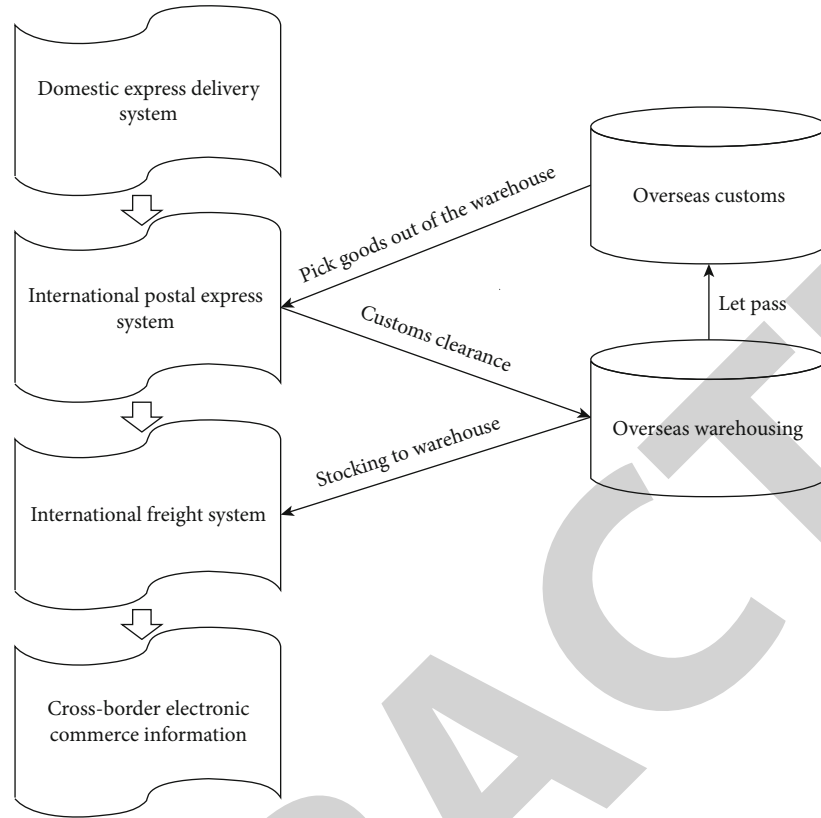 Domestic express delivery
system
Overseas customs
Pick goods out of the warehouse
International postal express
system
Let pass
Customs clearance
Overseas warehousing
Stocking to warehouse
International freight system
Cross-border electronic
commerce information
ACT